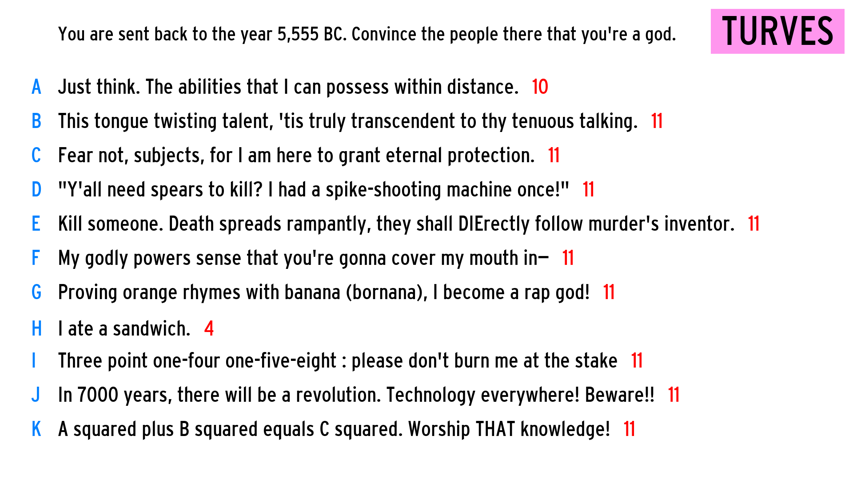 You are sent back to the year 5,555 BC. Convince the people there that you're a god.
TURVES
A Just think. The abilities that I can possess within distance. 10
B This tongue twisting talent, 'tis truly transcendent to thy tenuous talking. 11
C Fear not, subjects, for I am here to grant eternal protection. 11
D "Y'all need spears to kill? I had a spike-shooting machine once!" 11
E Kill someone. Death spreads rampantly, they shall DIErectly follow murder's inventor. 11
F My godly powers sense that you're gonna cover my mouth in— 11
G Proving orange rhymes with banana (bornana), I become a rap god! 11
H I ate a sandwich. 4
I Three point one-four one-five-eight : please don't burn me at the stake 11
J In 7000 years, there will be a revolution. Technology everywhere! Beware!! 11
K A squared plus B squared equals C squared. Worship THAT knowledge! 11